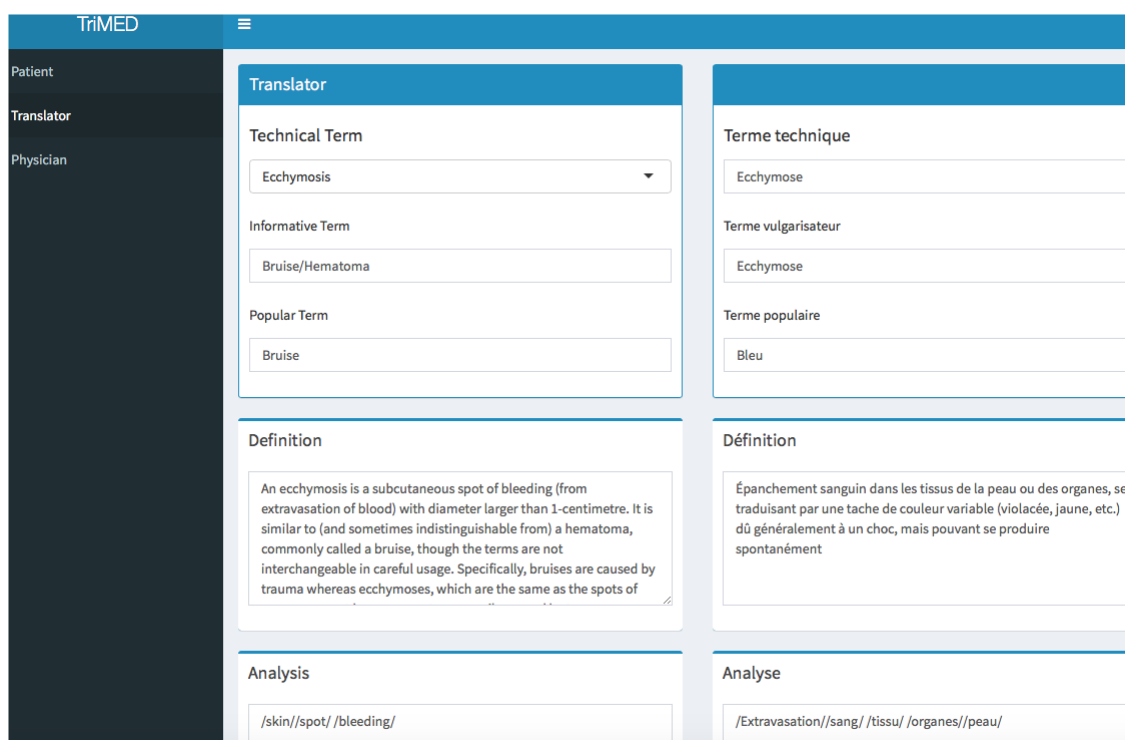 TriMED
Patient
Translator
Physician
Translator
Technical Term
Ecchymosis
Informative Term
Bruise/Hematoma
Popular Term
Bruise
Definition
An ecchymosis is a subcutaneous spot of bleeding (from
extravasation of blood) with diameter larger than 1-centimetre. It is
similar to (and sometimes indistinguishable from) a hematoma,
commonly called a bruise, though the terms are not
interchangeable in careful usage. Specifically, bruises are caused by
trauma whereas ecchymoses, which are the same as the spots of
Analysis
/skin//spot/ /bleeding/
Terme technique
Ecchymose
Terme vulgarisateur
Ecchymose
Terme populaire
Bleu
Définition
Épanchement sanguin dans les tissus de la peau ou des organes, se
traduisant par une tache de couleur variable (violacée, jaune, etc.)
dû généralement à un choc, mais pouvant se produire
spontanément
Analyse
/Extravasation//sang/ /tissu/ /organes//peau/